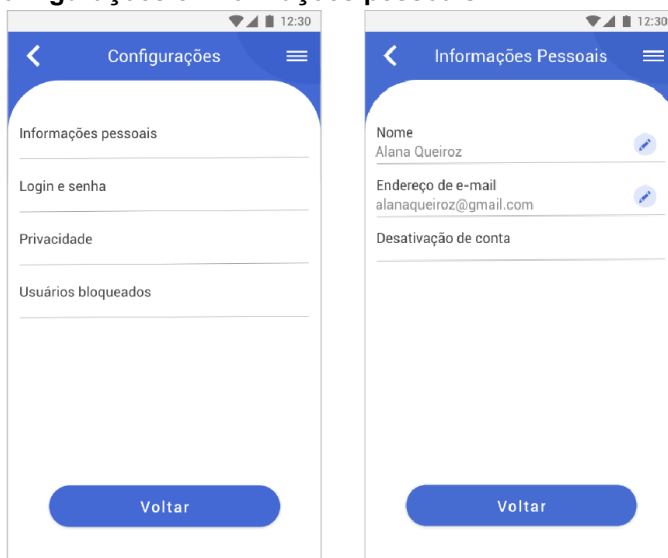 12:30
Configurações
Informações pessoais
Login e senha
Privacidade
Usuários bloqueados
Voltar
12:30
Informações Pessoais
Nome
Alana Queiroz
Endereço de e-mail
alanaqueiroz@gmail.com
Desativação de conta
Voltar